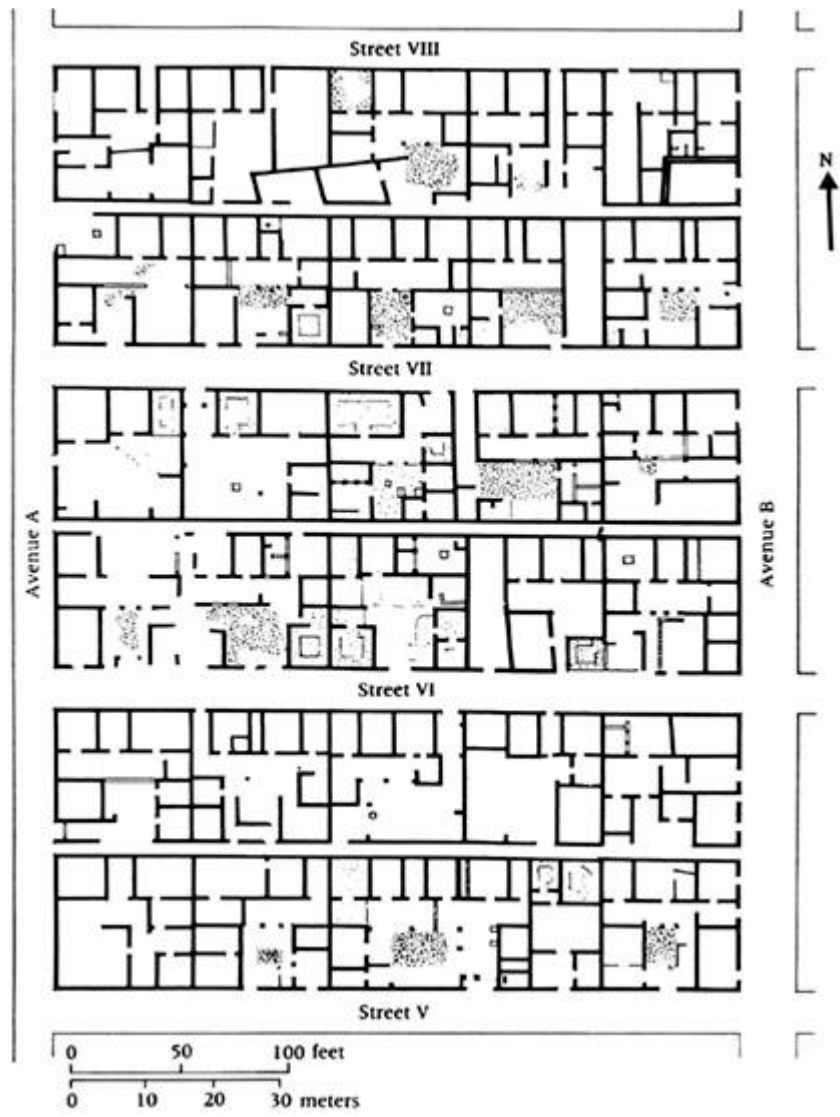 Street VIII
N
Street VII
Avenue A
Avenue B
Street VI
Street V
0 50 100 feet
0 10 20 30 meters